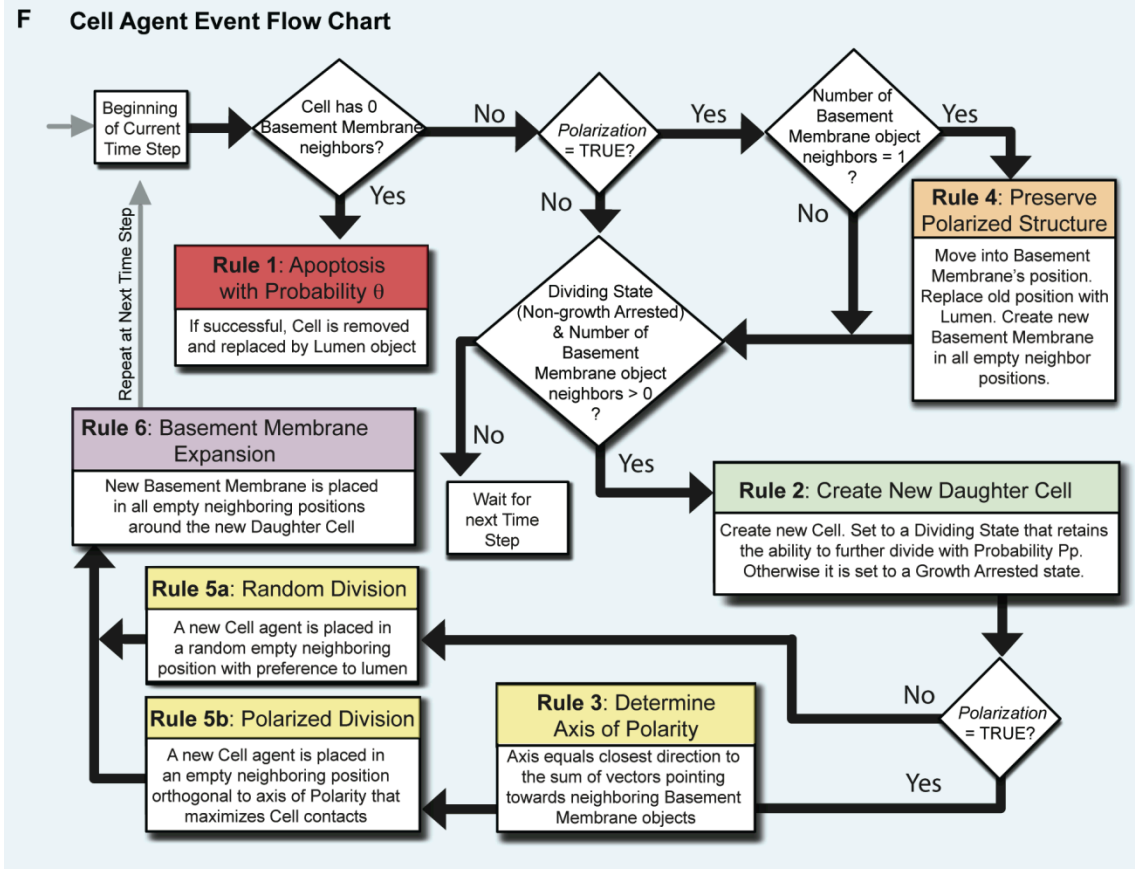 F Cell Agent Event Flow Chart
Beginning
of Current
Time Step
Cell has 0
Basement Membrane
neighbors?
No
Yes
Polarization
= TRUE?
Yes
No
Number of
Basement
Membrane object
neighbors = 1
?
Yes
No
Rule 4: Preserve
Polarized Structure
Move into Basement
Membrane's position.
Replace old position with
Lumen. Create new
Basement Membrane
in all empty neighbor
positions.
Rule 1: Apoptosis
with Probability θ
If successful, Cell is removed
and replaced by Lumen object
Dividing State
(Non-growth Arrested)
& Number of
Basement
Membrane object
neighbors > 0
?
No
Yes
Wait for
next Time
Step
Repeat at Next Time Step
Rule 6: Basement Membrane
Expansion
New Basement Membrane is placed
in all empty neighboring positions
around the new Daughter Cell
Rule 2: Create New Daughter Cell
Create new Cell. Set to a Dividing State that retains
the ability to further divide with Probability Pp.
Otherwise it is set to a Growth Arrested state.
Rule 5a: Random Division
A new Cell agent is placed in
a random empty neighboring
position with preference to lumen
No
Polarization
= TRUE?
Yes
Rule 3: Determine
Axis of Polarity
Axis equals closest direction to
the sum of vectors pointing
towards neighboring Basement
Membrane objects
Rule 5b: Polarized Division
A new Cell agent is placed in
an empty neighboring position
orthogonal to axis of Polarity that
maximizes Cell contacts